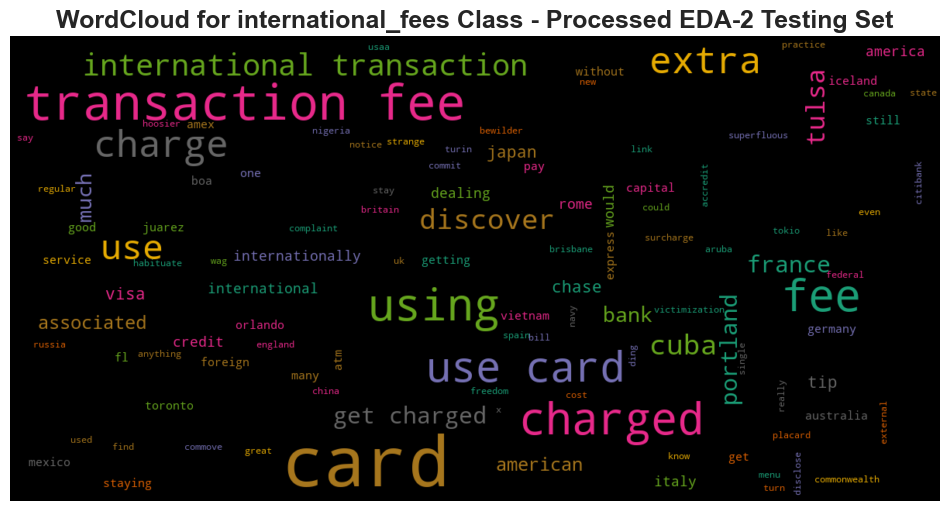 WordCloud for international_fees Class - Processed EDA-2 Testing Set
usaa
practice
international transaction
extra
america
without
new
tulsa
iceland
canada
state
transaction fee
say
hoosier
amex
nigeria
strange
bewilder
superfluous
still
charge
notice
turin
japan
link
commit
pay
boa
one
regular
much
stay
dealing
would
capital
accredit
citibank
britain
rome
could
even
good
juarez
complaint
discover
express
surcharge
tokio
like
use
service
habituate
wag
internationally
uk
getting
brisbane
aruba
france
federal
visa
international
chase
fee
using
vietnam
navy
bank
victimization
portland
associated
orlando
spain
bill
germany
russia
credit
england
cuba
single
fl
anything
foreign
atm
many
use card
ding
tip
china
freedom
cost
really
toronto
get charged
x
charged
australia
external
used
find
commove
great
card
placard
mexico
american
know
get
menu
disclose
staying
italy
turn
commonwealth